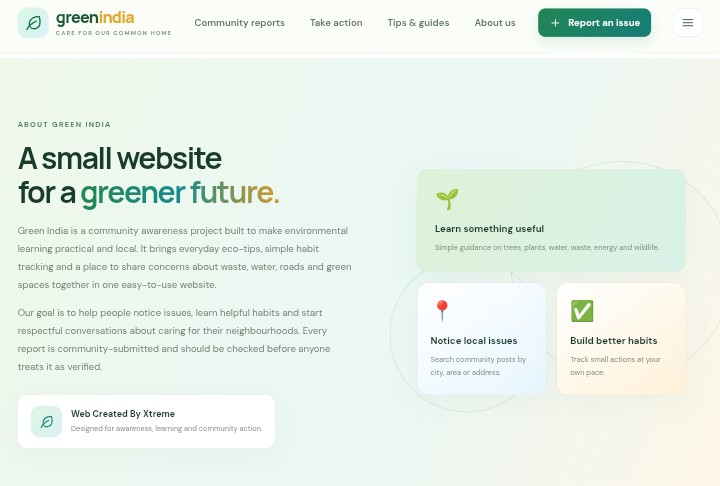 greenindia
CARE FOR OUR COMMON HOME
Community reports
Take action
Tips & guides
About us
+ Report an issue
ABOUT GREEN INDIA
A small website
for a greener future.
Green India is a community awareness project built to make environmental
learning practical and local. It brings everyday eco-tips, simple habit
tracking and a place to share concerns about waste, water, roads and green
spaces together in one easy-to-use website.
Our goal is to help people notice issues, learn helpful habits and start
respectful conversations about caring for their neighbourhoods. Every
report is community-submitted and should be checked before anyone
treats it as verified.
Web Created By Xtreme
Designed for awareness, learning and community action.
Learn something useful
Simple guidance on trees, plants, water, waste, energy and wildlife.
Notice local issues
Search community posts by
city, area or address.
Build better habits
Track small actions at your
own pace.